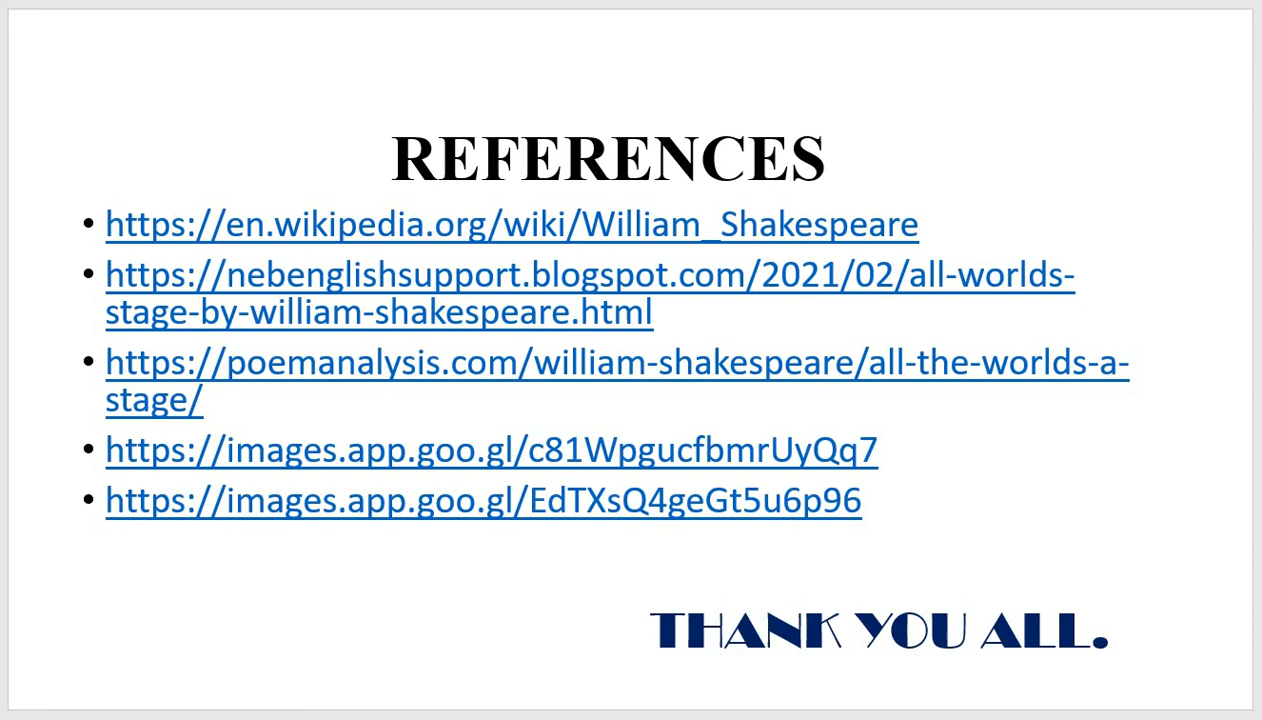 REFERENCES
• https://en.wikipedia.org/wiki/William_Shakespeare
• https://nebenglishsupport.blogspot.com/2021/02/all-worlds-
stage-by-william-shakespeare.html
• https://poemanalysis.com/william-shakespeare/all-the-worlds-a-
stage/
• https://images.app.goo.gl/c81WpgucfbmrUyQq7
• https://images.app.goo.gl/EdTXsQ4geGt5u6p96
THANK YOU ALL.